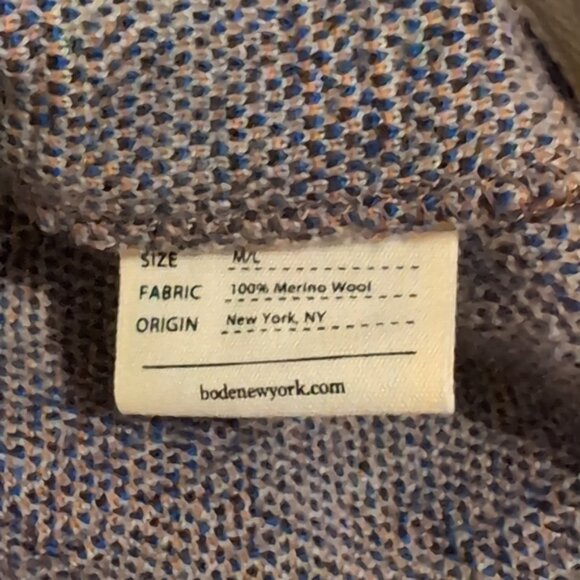 SIZE M/L
FABRIC 100% Merino Wool
ORIGIN New York, NY
bodenewyork.com